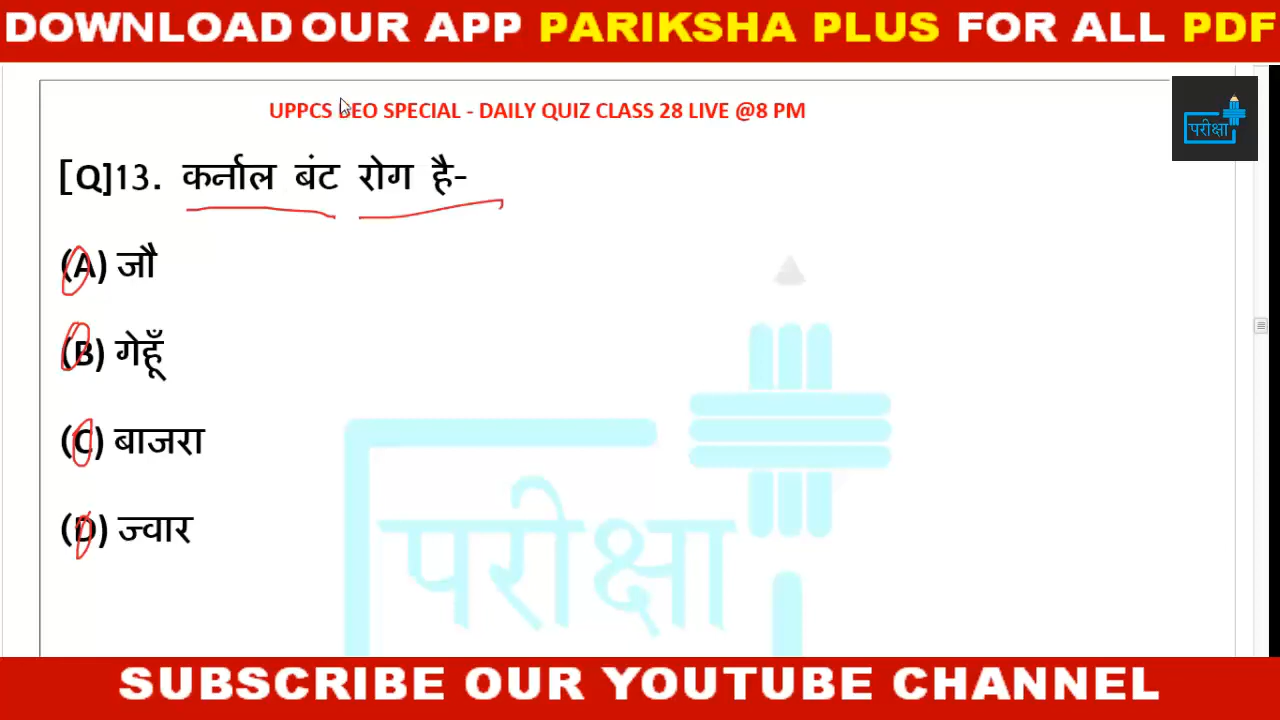 DOWNLOAD OUR APP PARIKSHA PLUS FOR ALL PDF
UPPCS GEO SPECIAL - DAILY QUIZ CLASS 28 LIVE @8 PM
परीक्षा
[Q]13. कर्नाल बंट रोग है-
(A) जौ
(B) गेहूँ
(C) बाजरा
(D) ज्वार
परीक्षा
SUBSCRIBE OUR YOUTUBE CHANNEL